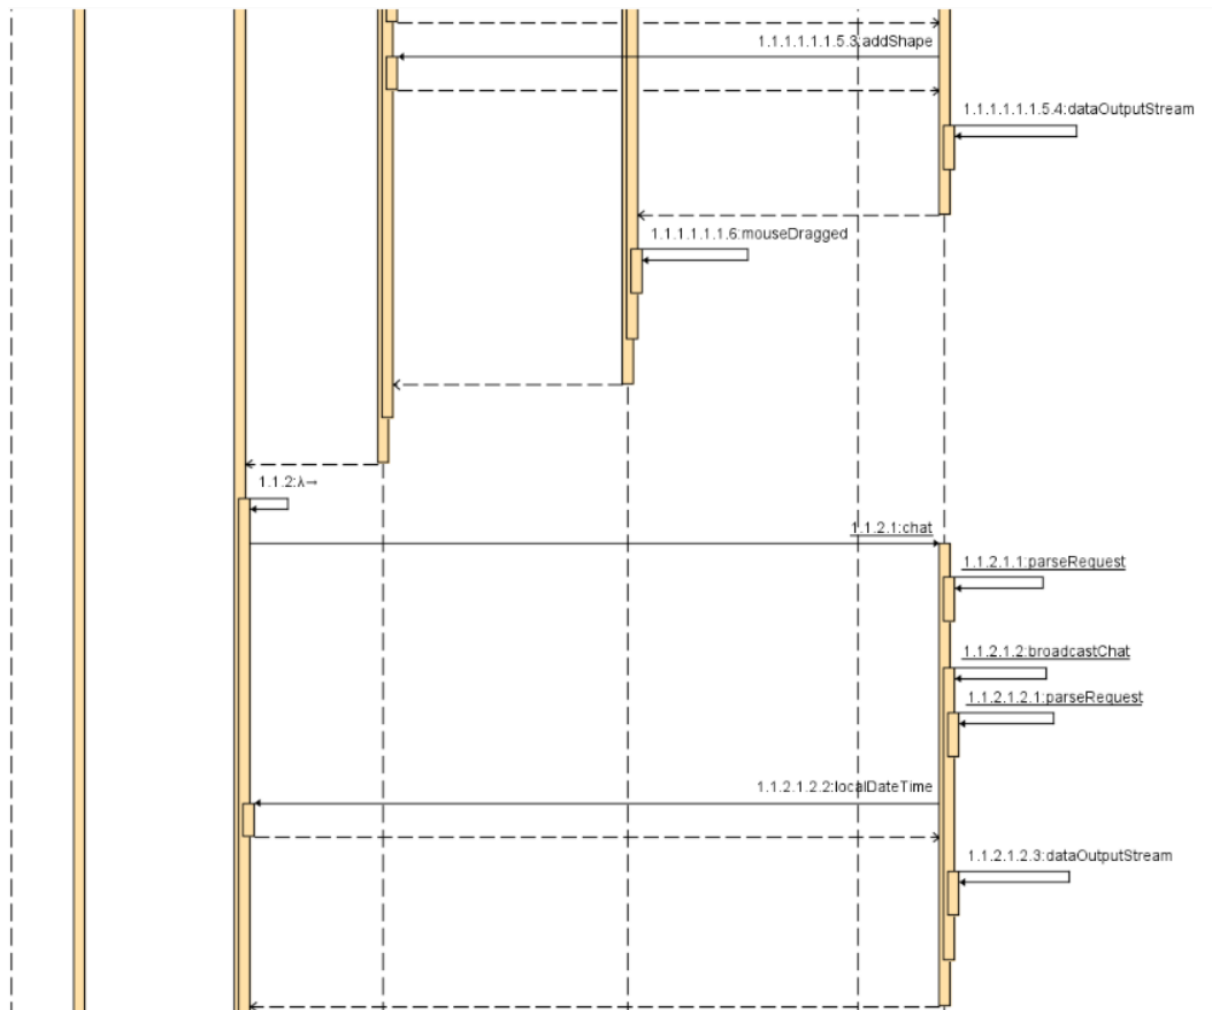 1.1.1.1.1.1.5.3:addShape
1.1.1.1.1.1.5.4:dataOutputStream
1.1.1.1.1.1.6:mouseDragged
1.1.2:λ→
1.1.2.1:chat
1.1.2.1.1:parseRequest
1.1.2.1.2:broadcastChat
1.1.2.1.2.1:parseRequest
1.1.2.1.2.2:localDateTime
1.1.2.1.2.3:dataOutputStream